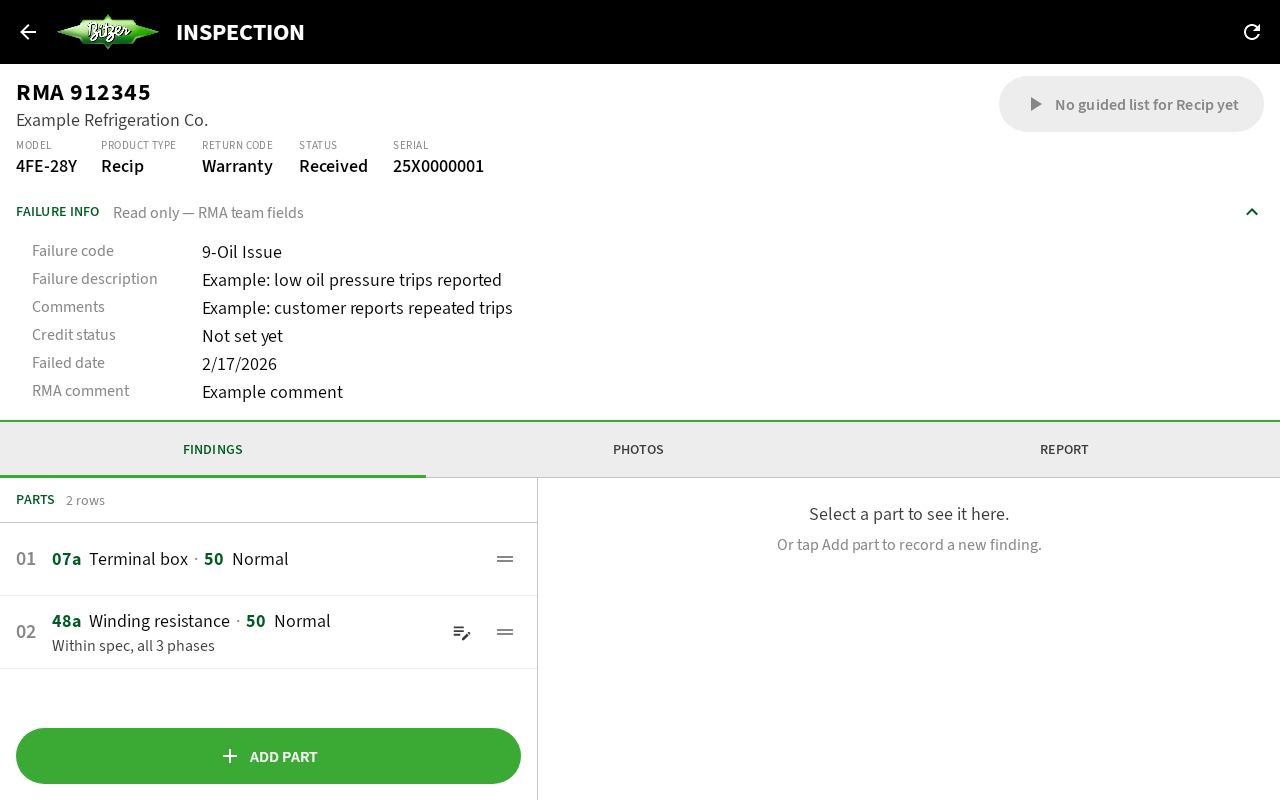 Bitzer
INSPECTION
RMA 912345
Example Refrigeration Co.
No guided list for Recip yet
MODEL PRODUCT TYPE RETURN CODE STATUS SERIAL
4FE-28Y Recip Warranty Received 25X0000001
FAILURE INFO Read only — RMA team fields
Failure code 9-Oil Issue
Failure description Example: low oil pressure trips reported
Comments Example: customer reports repeated trips
Credit status Not set yet
Failed date 2/17/2026
RMA comment Example comment
FINDINGS PHOTOS REPORT
PARTS 2 rows
01 07a Terminal box · 50 Normal
02 48a Winding resistance · 50 Normal
Within spec, all 3 phases
ADD PART
Select a part to see it here.
Or tap Add part to record a new finding.